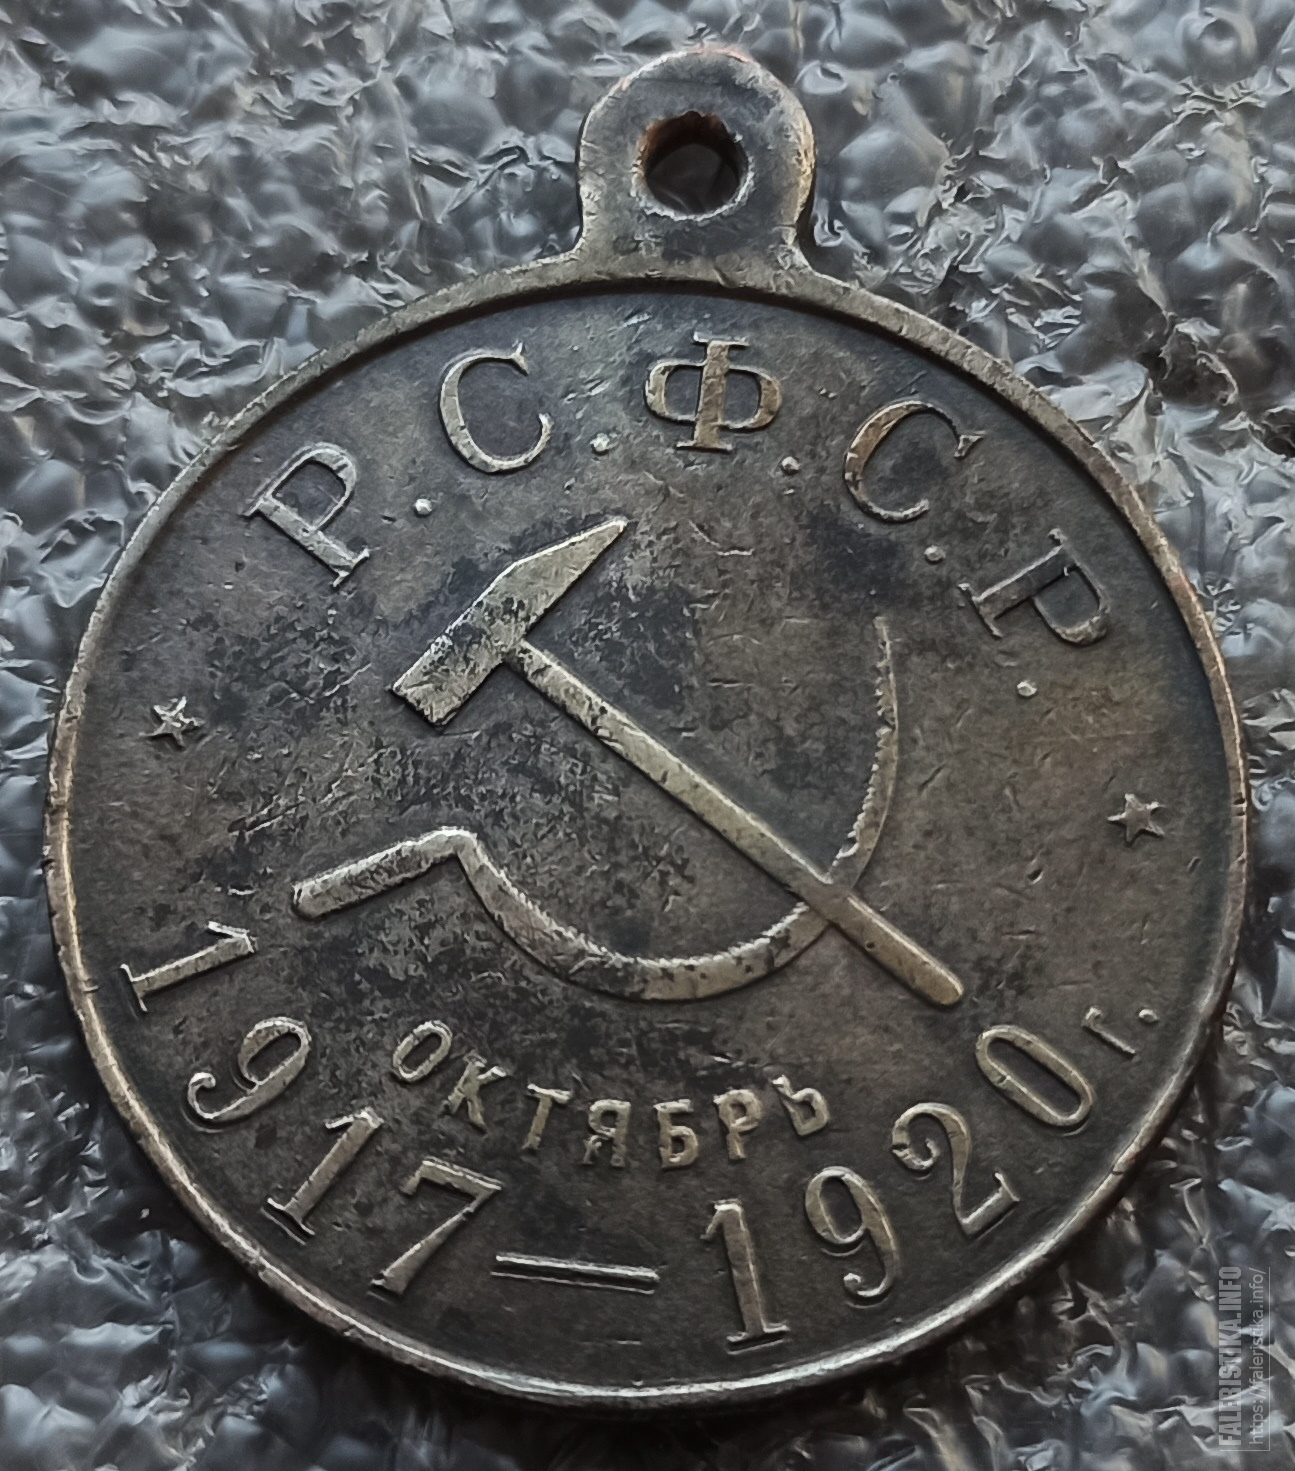 Р.С.Ф.С.Р.
ОКТЯБРЬ
1917—1920 г.
FALERISTIKA.INFO
https://faleristika.info/